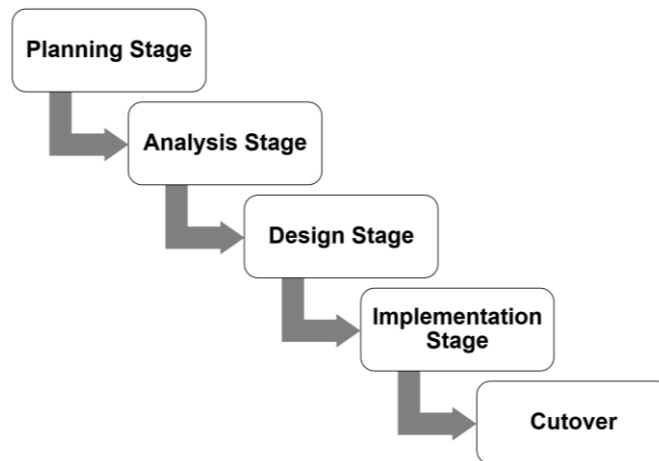 Planning Stage
Analysis Stage
Design Stage
Implementation
Stage
Cutover